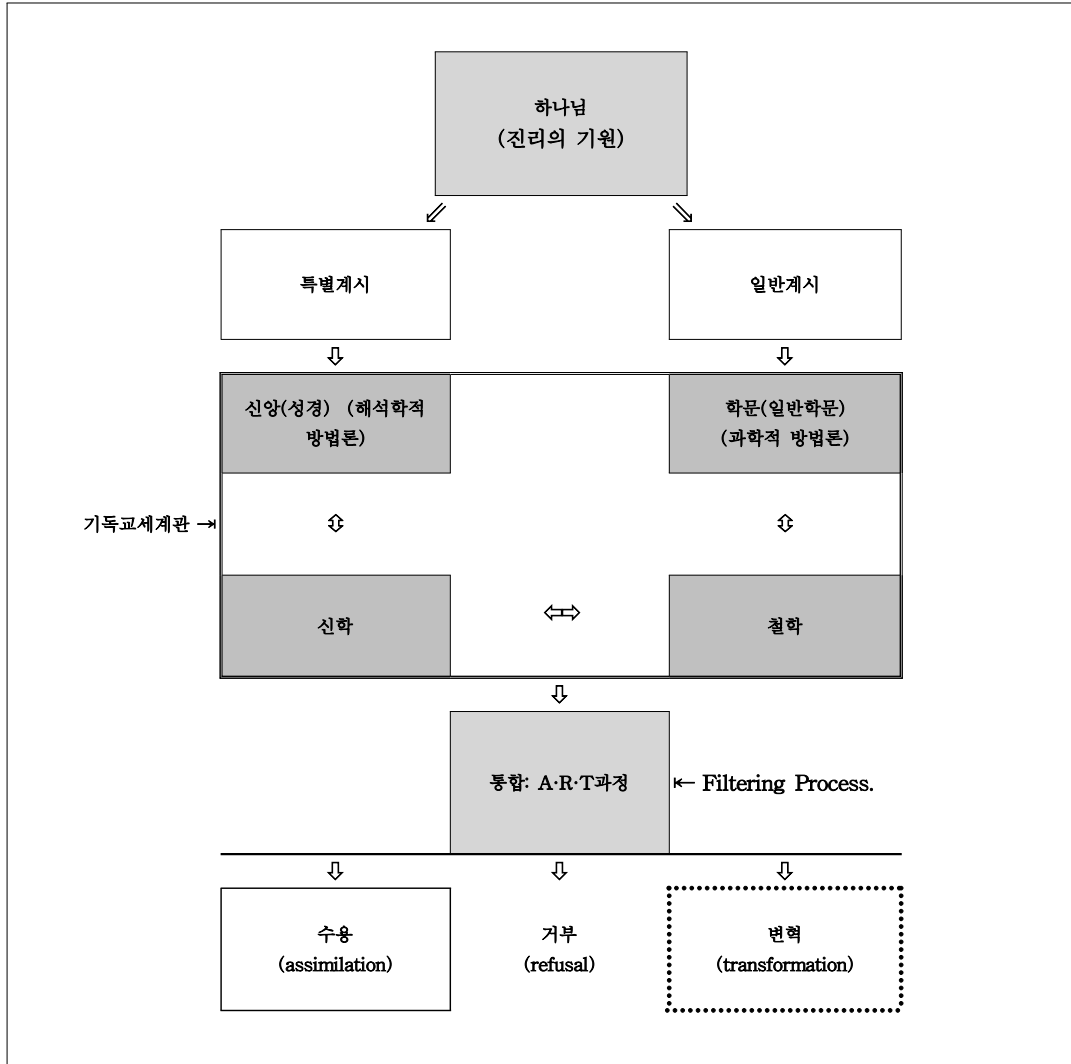 하나님
(진리의 기원)
특별계시
일반계시
신앙(성경) (해석학적
방법론)
학문(일반학문)
(과학적 방법론)
기독교세계관
신학
철학
통합: A·R·T과정
Filtering Process.
수용
(assimilation)
거부
(refusal)
변혁
(transformation)